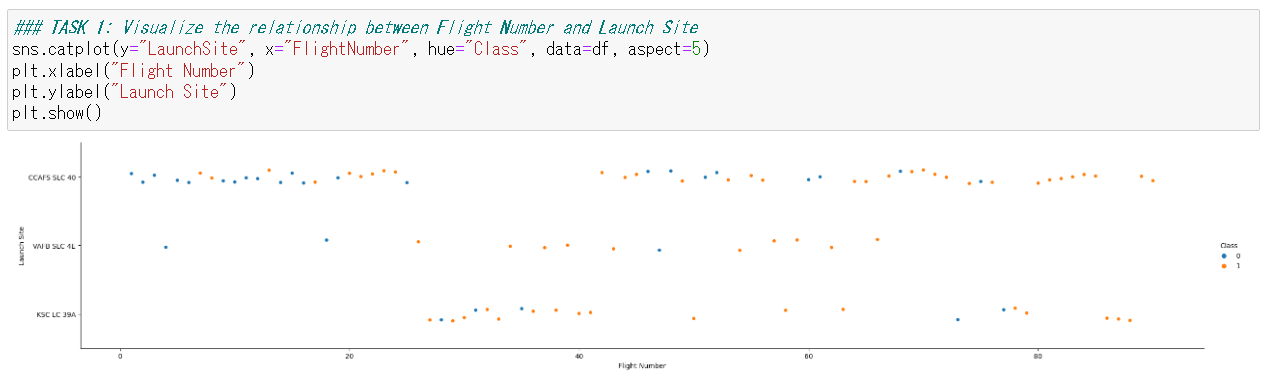 ### TASK 1: Visualize the relationship between Flight Number and Launch Site
sns.catplot(y="LaunchSite", x="FlightNumber", hue="Class", data=df, aspect=5)
plt.xlabel("Flight Number")
plt.ylabel("Launch Site")
plt.show()
CCAFS SLC 40
VAFB SLC 4E
KSC LC 39A
Launch Site
0
20
40
60
80
Flight Number
Class
0
1